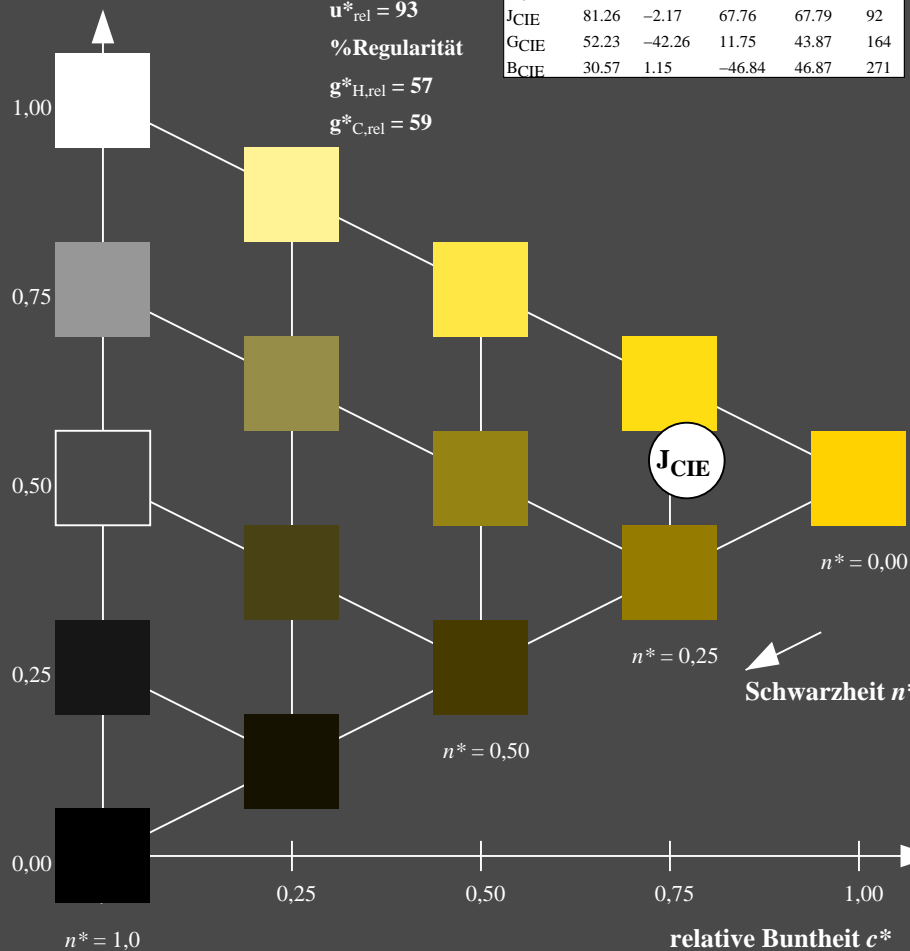 u*rel = 93
%Regularität
g*H,rel = 57
g*C,rel = 59
JCIE 81.26 −2.17 67.76 67.79 92
GCIE 52.23 −42.26 11.75 43.87 164
BCIE 30.57 1.15 −46.84 46.87 271
1,00
0,75
JCIE
0,50
n* = 0,00
n* = 0,25
0,25
Schwarzheit n*
n* = 0,50
0,00
0,25 0,50 0,75 1,00
n* = 1,0
relative Buntheit c*